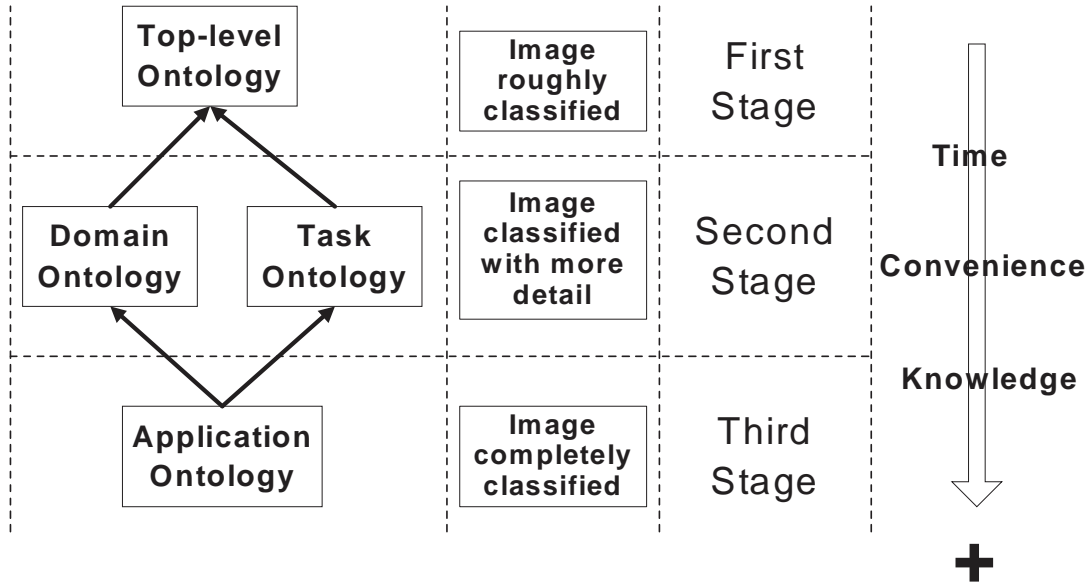 Top-level
Ontology
Image
roughly
classified
First
Stage
Time
Domain
Ontology
Task
Ontology
Image
classified
with more
detail
Second
Stage
Convenience
Knowledge
Application
Ontology
Image
completely
classified
Third
Stage
+